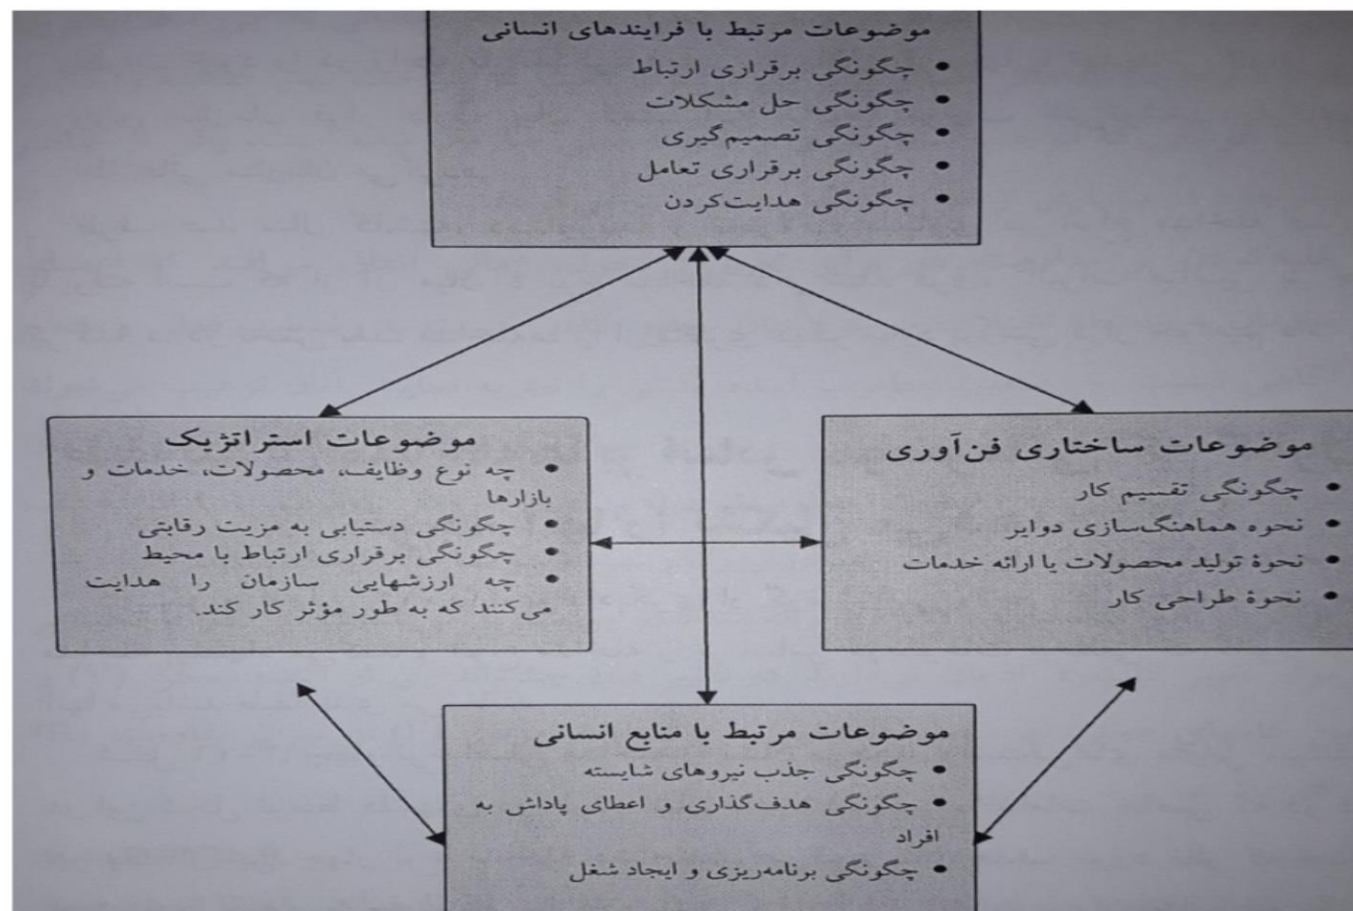 موضوعات مرتبط با فرایندهای انسانی
• چگونگی برقراری ارتباط
• چگونگی حل مشکلات
• چگونگی تصمیم‌گیری
• چگونگی برقراری تعامل
• چگونگی هدایت‌کردن
موضوعات ساختاری فن‌آوری
• چگونگی تقسیم کار
• نحوه هماهنگ‌سازی دوایر
• نحوۀ تولید محصولات یا ارائه خدمات
• نحوۀ طراحی کار
موضوعات استراتژیک
• چه نوع وظایف، محصولات، خدمات و
بازارها
• چگونگی دستیابی به مزیت رقابتی
• چگونگی برقراری ارتباط با محیط
• چه ارزشهایی سازمان را هدایت
می‌کنند که به طور مؤثر کار کند.
موضوعات مرتبط با منابع انسانی
• چگونگی جذب نیروهای شایسته
• چگونگی هدف‌گذاری و اعطای پاداش به
افراد
• چگونگی برنامه‌ریزی و ایجاد شغل